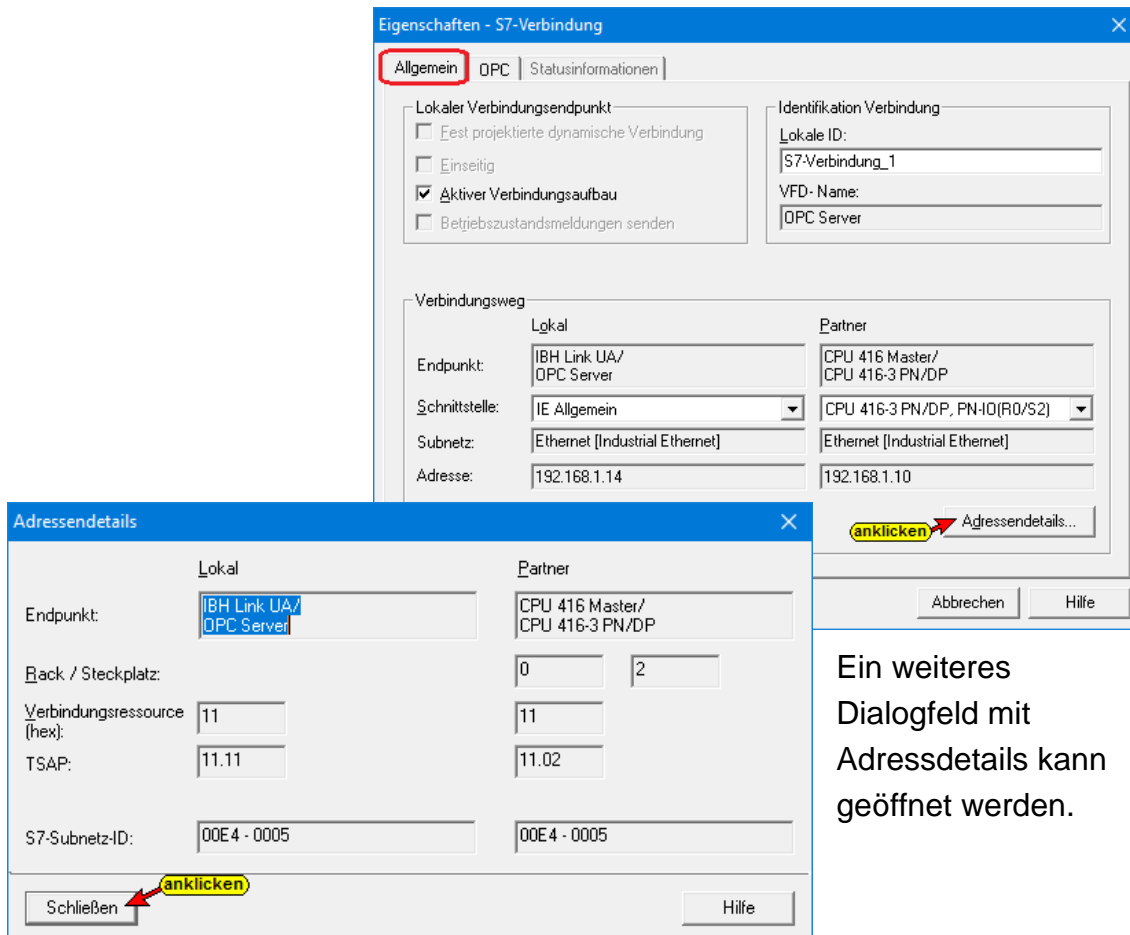 Eigenschaften - S7-Verbindung
Allgemein OPC Statusinformationen
Lokaler Verbindungsendpunkt
Fest projektierte dynamische Verbindung
Einseitig
Aktiver Verbindungsaufbau
Betriebszustandsmeldungen senden
Identifikation Verbindung
Lokale ID:
S7-Verbindung_1
VFD- Name:
OPC Server
Verbindungsweg
Lokal Partner
Endpunkt: IBH Link UA/ CPU 416 Master/
OPC Server CPU 416-3 PN/DP
Schnittstelle: IE Allgemein CPU 416-3 PN/DP, PN-IO(R0/S2)
Subnetz: Ethernet [Industrial Ethernet] Ethernet [Industrial Ethernet]
Adresse: 192.168.1.14 192.168.1.10
anklicken Adressendetails...
Abbrechen Hilfe
Adressendetails
Lokal Partner
Endpunkt: IBH Link UA/ CPU 416 Master/
OPC Server CPU 416-3 PN/DP
Rack / Steckplatz: 0 2
Verbindungsressource 11 11
(hex):
TSAP: 11.11 11.02
S7-Subnetz-ID: 00E4 - 0005 00E4 - 0005
anklicken
Schließen Hilfe
Ein weiteres
Dialogfeld mit
Adressdetails kann
geöffnet werden.